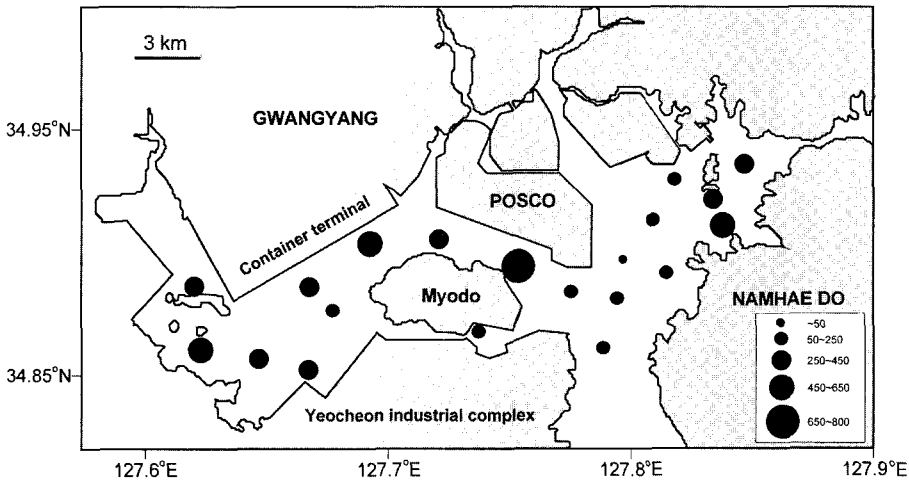 3 km
34.95°N
GWANGYANG
POSCO
Container terminal
Myodo
NAMHAE DO
~50
50~250
250~450
450~650
650~800
34.85°N
Yeocheon industrial complex
127.6°E
127.7°E
127.8°E
127.9°E